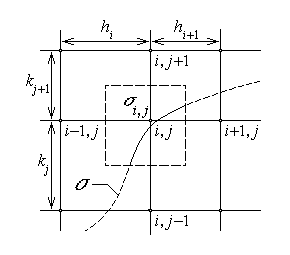 h_i h_{i+1}
i, j+1
k_{j+1}
σ_{i,j}
i−1, j i, j i+1, j
k_j
σ
i, j−1